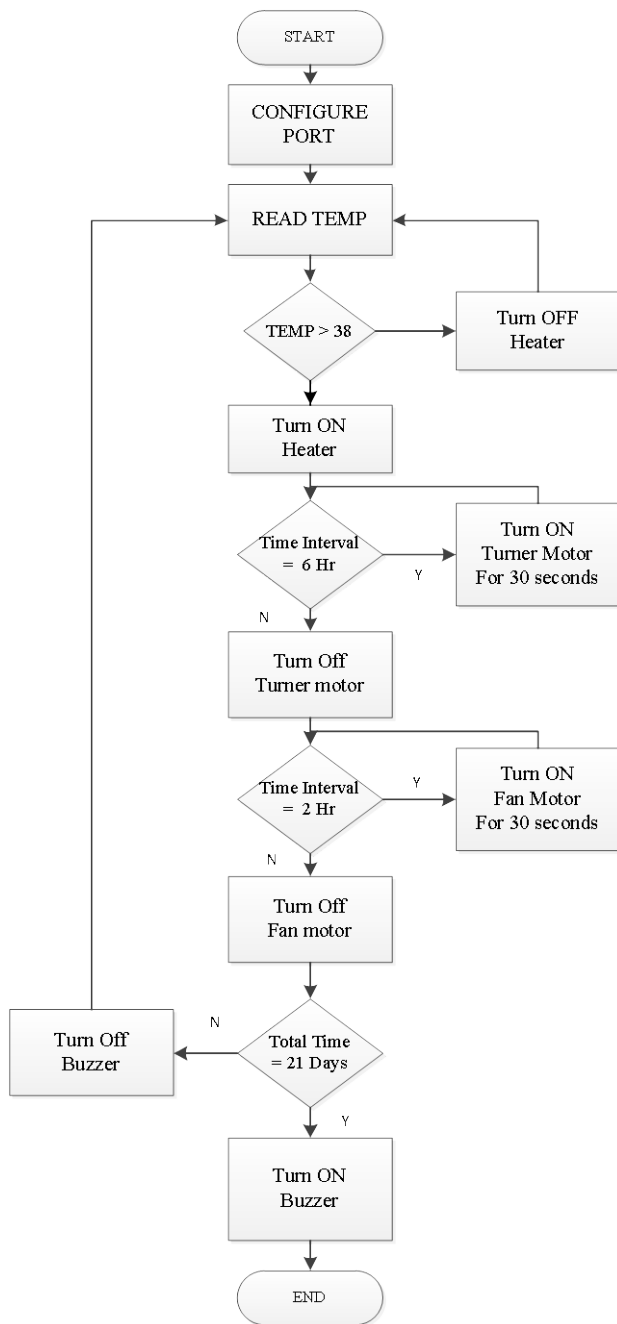 START
CONFIGURE
PORT
READ TEMP
TEMP > 38
Turn OFF
Heater
Turn ON
Heater
Time Interval
= 6 Hr
Y
Turn ON
Turner Motor
For 30 seconds
N
Turn Off
Turner motor
Time Interval
= 2 Hr
Y
Turn ON
Fan Motor
For 30 seconds
N
Turn Off
Fan motor
Total Time
= 21 Days
N
Turn Off
Buzzer
Y
Turn ON
Buzzer
END